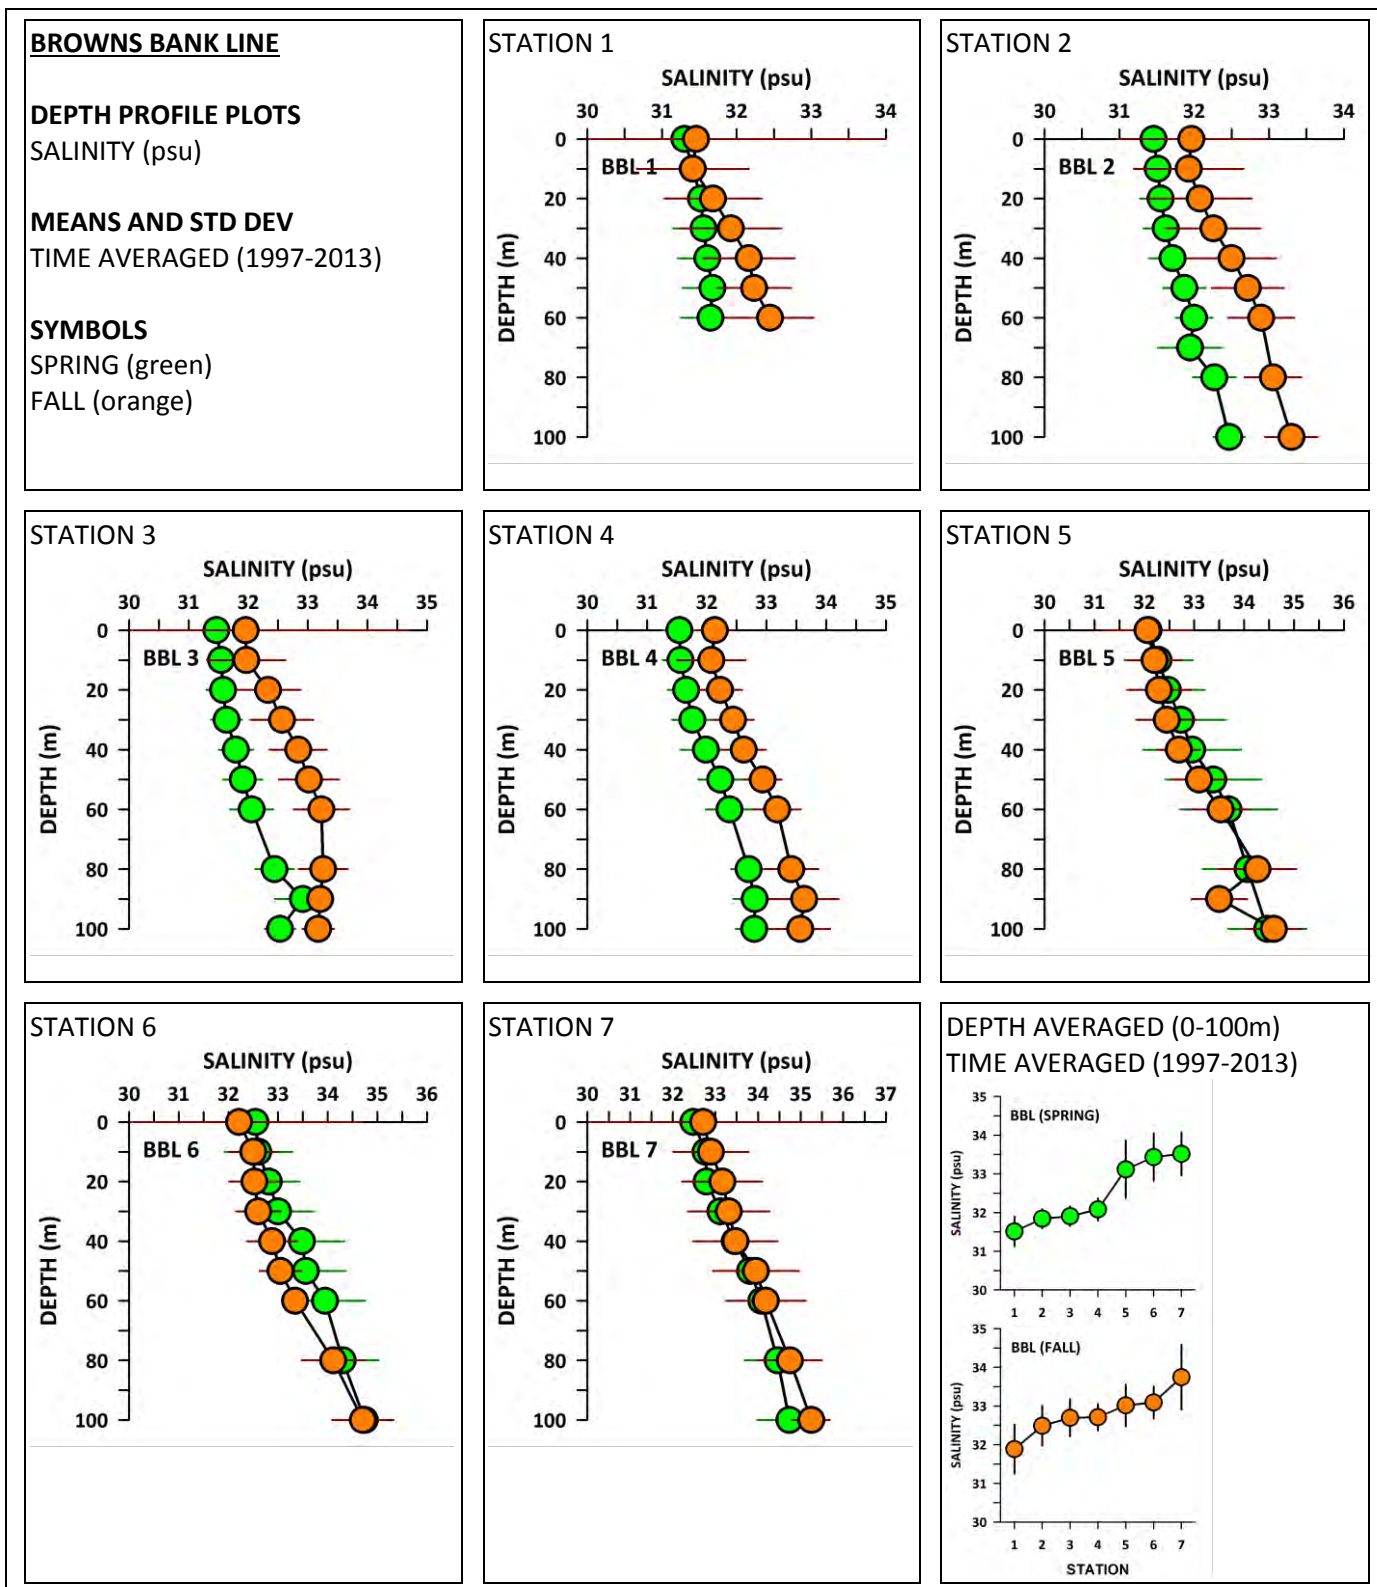 BROWNS BANK LINE
DEPTH PROFILE PLOTS
SALINITY (psu)
MEANS AND STD DEV
TIME AVERAGED (1997-2013)
SYMBOLS
SPRING (green)
FALL (orange)
STATION 1
SALINITY (psu)
30 31 32 33 34
0
BBL 1
20
40
60
80
100
DEPTH (m)
STATION 2
SALINITY (psu)
30 31 32 33 34
0
BBL 2
20
40
60
80
100
DEPTH (m)
STATION 3
SALINITY (psu)
30 31 32 33 34 35
0
BBL 3
20
40
60
80
100
DEPTH (m)
STATION 4
SALINITY (psu)
30 31 32 33 34 35
0
BBL 4
20
40
60
80
100
DEPTH (m)
STATION 5
SALINITY (psu)
30 31 32 33 34 35 36
0
BBL 5
20
40
60
80
100
DEPTH (m)
STATION 6
SALINITY (psu)
30 31 32 33 34 35 36
0
BBL 6
20
40
60
80
100
DEPTH (m)
STATION 7
SALINITY (psu)
30 31 32 33 34 35 36 37
0
BBL 7
20
40
60
80
100
DEPTH (m)
DEPTH AVERAGED (0-100m)
TIME AVERAGED (1997-2013)
35
BBL (SPRING)
34
33
32
31
30
SALINITY (psu)
1 2 3 4 5 6 7
35
BBL (FALL)
34
33
32
31
30
SALINITY (psu)
1 2 3 4 5 6 7
STATION